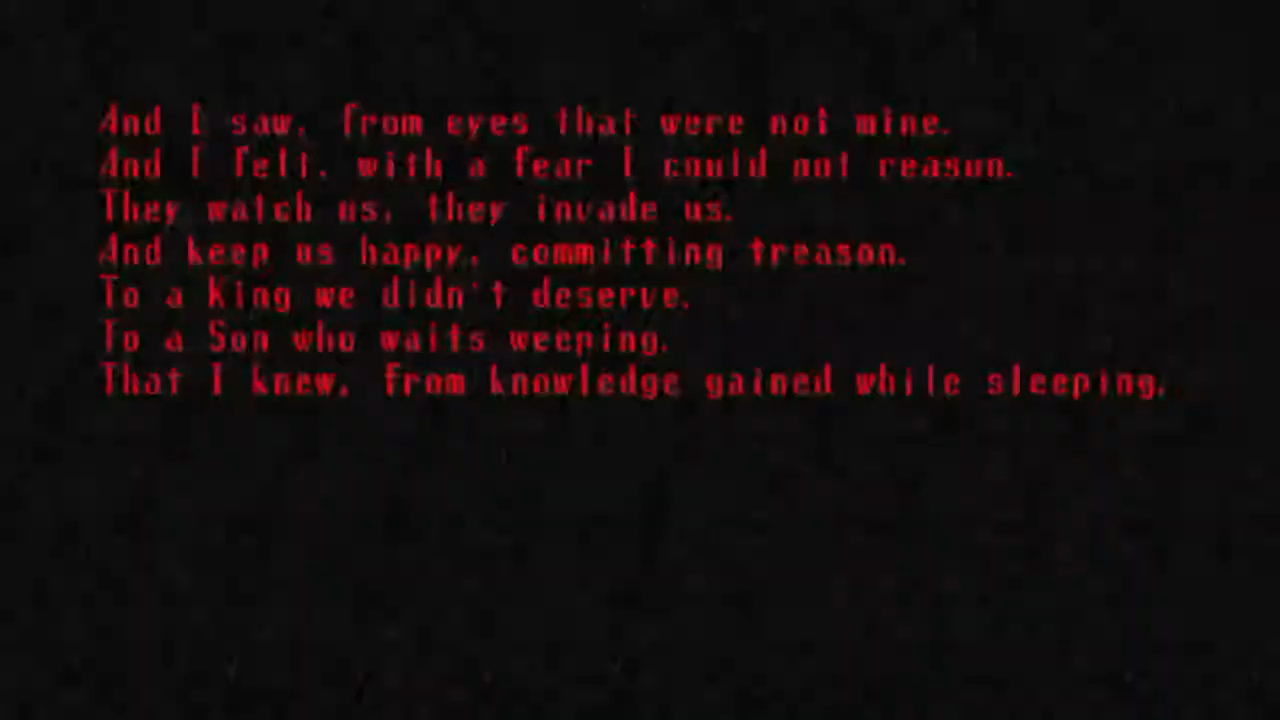 And I saw, from eyes that were not mine.
And I felt, with a fear I could not reason.
They watch us, they invade us.
And keep us happy, committing treason.
To a King we didn't deserve.
To a Son who waits weeping.
That I knew, from knowledge gained while sleeping.